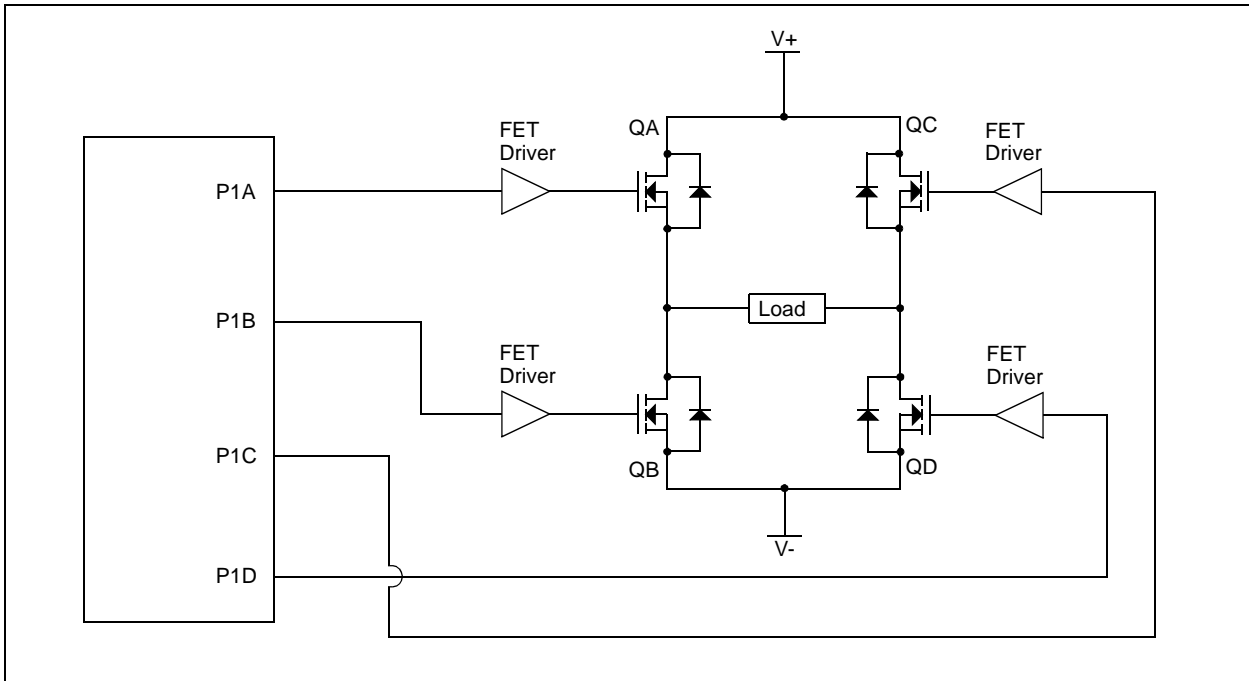 V+
QA
QC
FET
Driver
FET
Driver
P1A
Load
P1B
FET
Driver
FET
Driver
P1C
QB
QD
V-
P1D